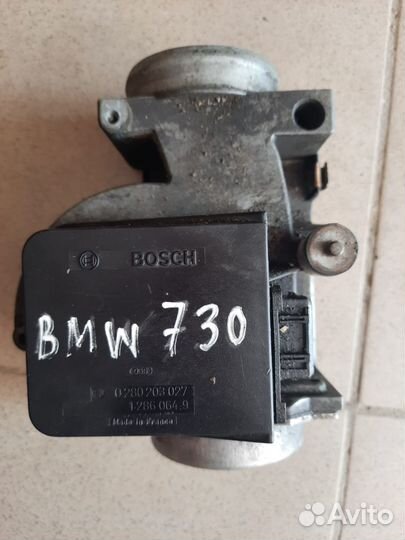 BOSCH
BMW 730
0 280 203 027
1 286 064.9
Made in France
Avito